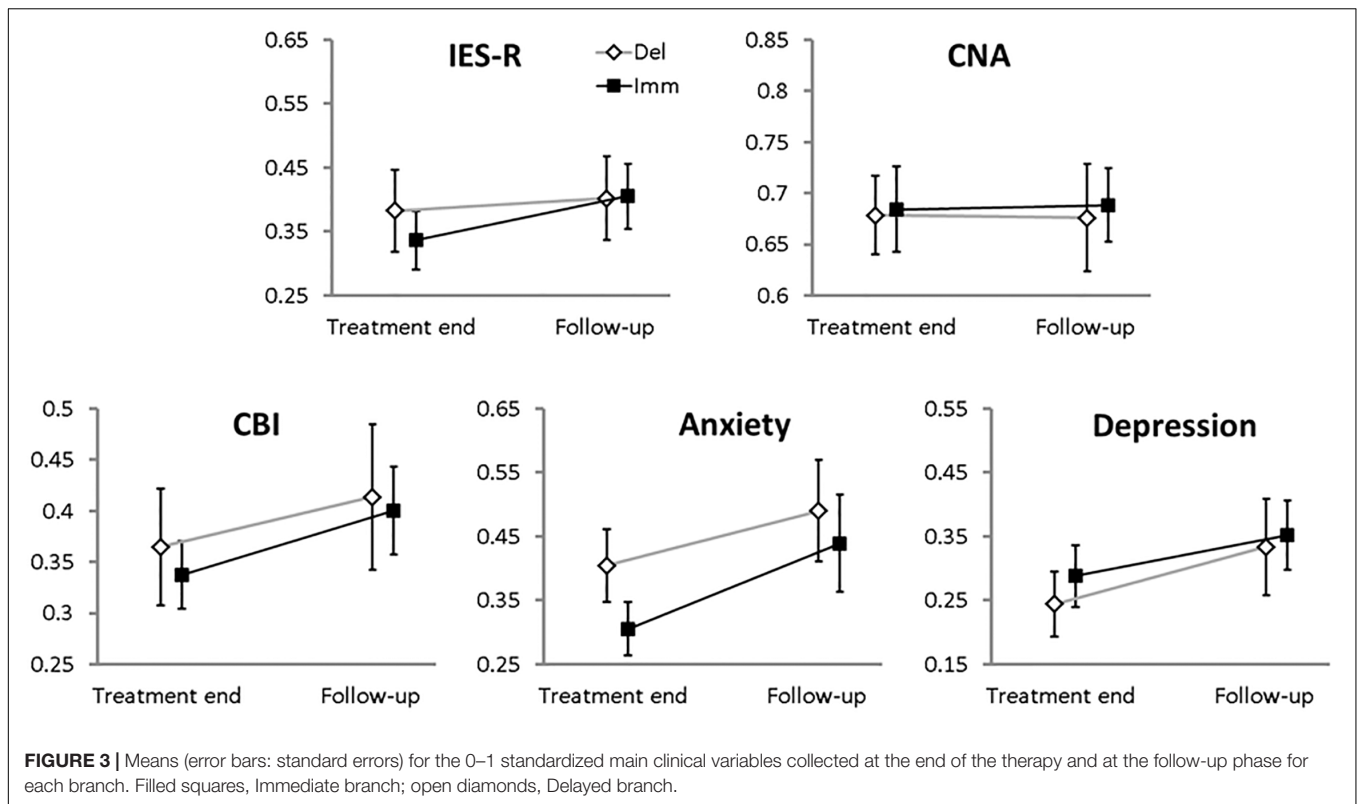 IES-R
Del
Imm
0.65
0.55
0.45
0.35
0.25
Treatment end Follow-up
CNA
0.85
0.8
0.75
0.7
0.65
0.6
Treatment end Follow-up
CBI
0.5
0.45
0.4
0.35
0.3
0.25
Treatment end Follow-up
Anxiety
0.65
0.55
0.45
0.35
0.25
Treatment end Follow-up
Depression
0.55
0.45
0.35
0.25
0.15
Treatment end Follow-up
FIGURE 3 | Means (error bars: standard errors) for the 0–1 standardized main clinical variables collected at the end of the therapy and at the follow-up phase for
each branch. Filled squares, Immediate branch; open diamonds, Delayed branch.